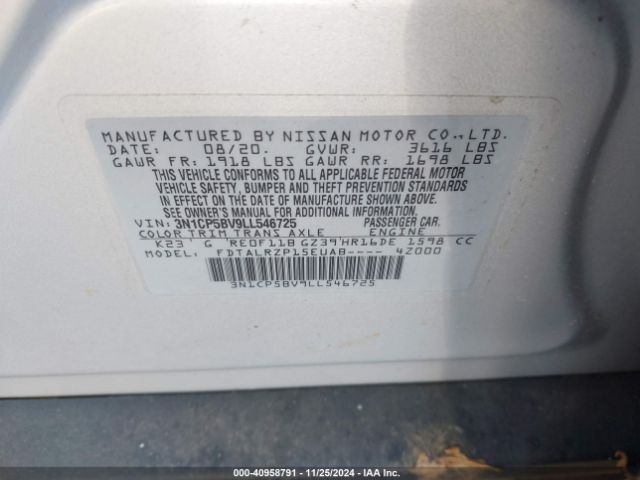 MANUFACTURED BY NISSAN MOTOR CO., LTD.
DATE: 08/20. GVWR: 3616 LBS
GAWR FR: 1918 LBS GAWR RR: 1698 LBS
THIS VEHICLE CONFORMS TO ALL APPLICABLE FEDERAL MOTOR
VEHICLE SAFETY, BUMPER AND THEFT PREVENTION STANDARDS
IN EFFECT ON THE DATE OF MANUFACTURE SHOWN ABOVE.
SEE OWNER'S MANUAL FOR ADDITIONAL INFORMATION
VIN: 3N1CP5BV9LL546725 PASSENGER CAR.
COLOR TRIM TRANS AXLE ENGINE
K23 G RE0F11B GZ39 HR16DE 1598 CC
MODEL: FDTALRZP15EUAB---- 4Z000
3N1CP5BV9LL546725
000-40958791 - 11/25/2024 - IAA Inc.